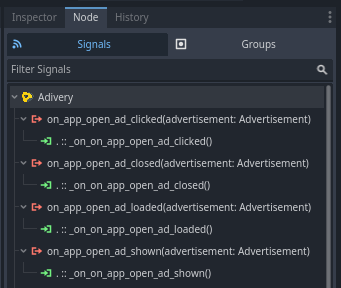 Inspector Node History
Signals Groups
Filter Signals
Adivery
on_app_open_ad_clicked(advertisement: Advertisement)
. :: _on_on_app_open_ad_clicked()
on_app_open_ad_closed(advertisement: Advertisement)
. :: _on_on_app_open_ad_closed()
on_app_open_ad_loaded(advertisement: Advertisement)
. :: _on_on_app_open_ad_loaded()
on_app_open_ad_shown(advertisement: Advertisement)
. :: _on_on_app_open_ad_shown()